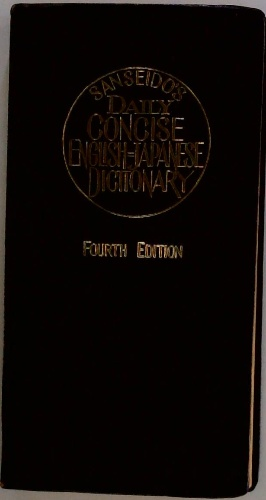 SANSEIDO'S
DAILY
CONCISE
ENGLISH-JAPANESE
DICTIONARY
FOURTH EDITION